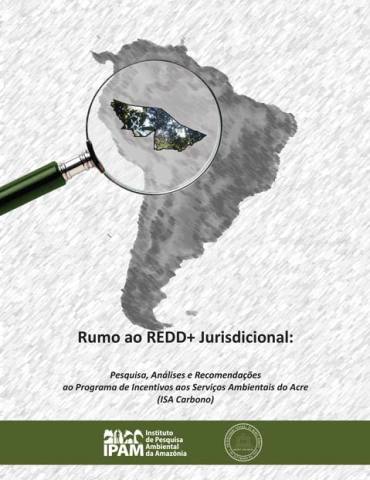 Rumo ao REDD+ Jurisdicional:
Pesquisa, Análises e Recomendações
ao Programa de Incentivos aos Serviços Ambientais do Acre
(ISA Carbono)
IPAM
Instituto
de Pesquisa
Ambiental
da Amazônia